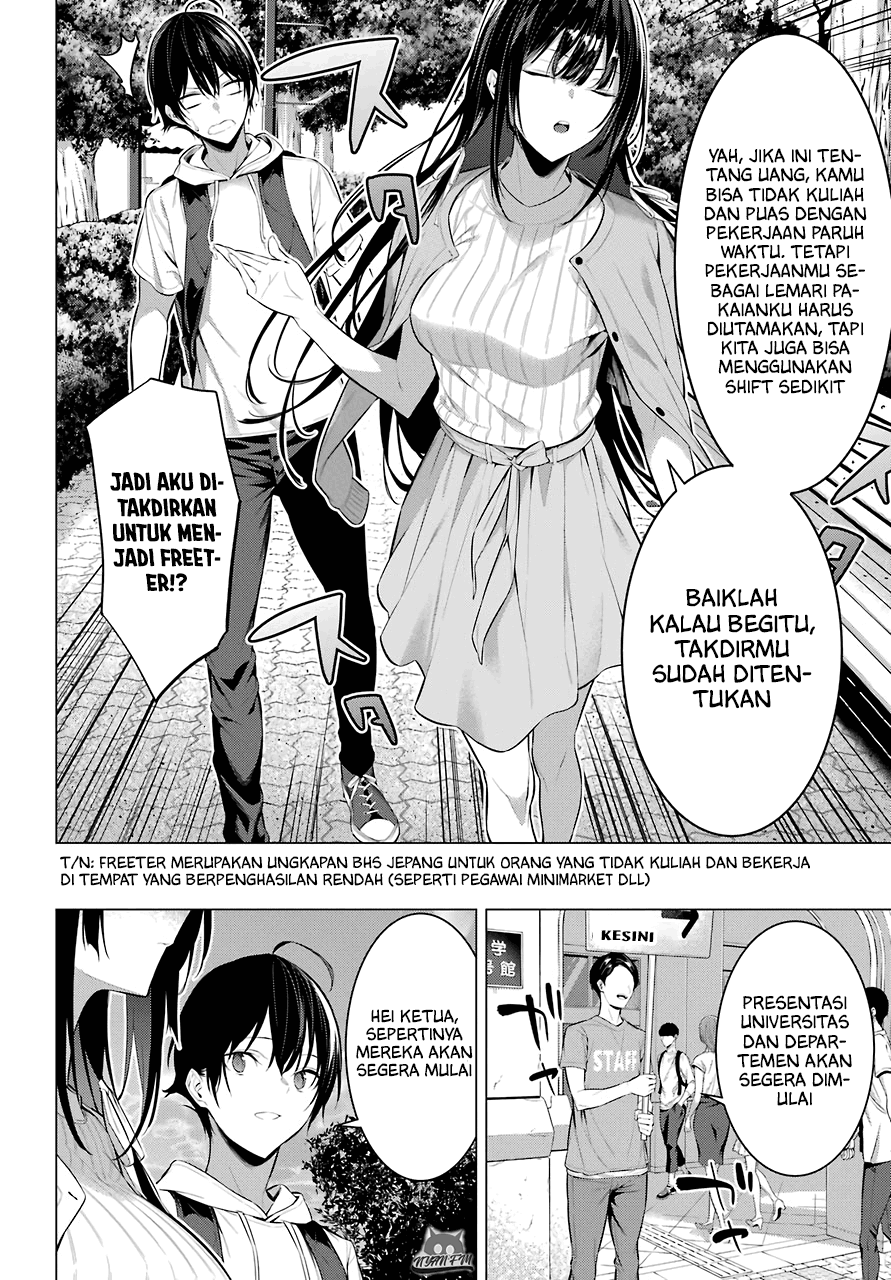 YAH, JIKA INI TEN-
TANG UANG, KAMU
BISA TIDAK KULIAH
DAN PUAS DENGAN
PEKERJAAN PARUH
WAKTU. TETAPI
PEKERJAANMU SE-
BAGAI LEMARI PA-
KAIANKU HARUS
DIUTAMAKAN, TAPI
KITA JUGA BISA
MENGGUNAKAN
SHIFT SEDIKIT
BAIKLAH
KALAU BEGITU,
TAKDIRMU
SUDAH DITEN-
TUKAN
JADI AKU DI-
TAKDIRKAN
UNTUK MEN-
JADI FREET-
ER!?
T/N: FREETER MERUPAKAN UNGKAPAN BHS JEPANG UNTUK ORANG YANG TIDAK KULIAH DAN BEKERJA
DI TEMPAT YANG BERPENGHASILAN RENDAH (SEPERTI PEGAWAI MINIMARKET DLL)
HEI KETUA,
SEPERTINYA
MEREKA AKAN
SEGERA MULAI
KESINI
学
館
STAFF
PRESENTASI
UNIVERSITAS
DAN DEPAR-
TEMEN AKAN
SEGERA DIM-
ULAI